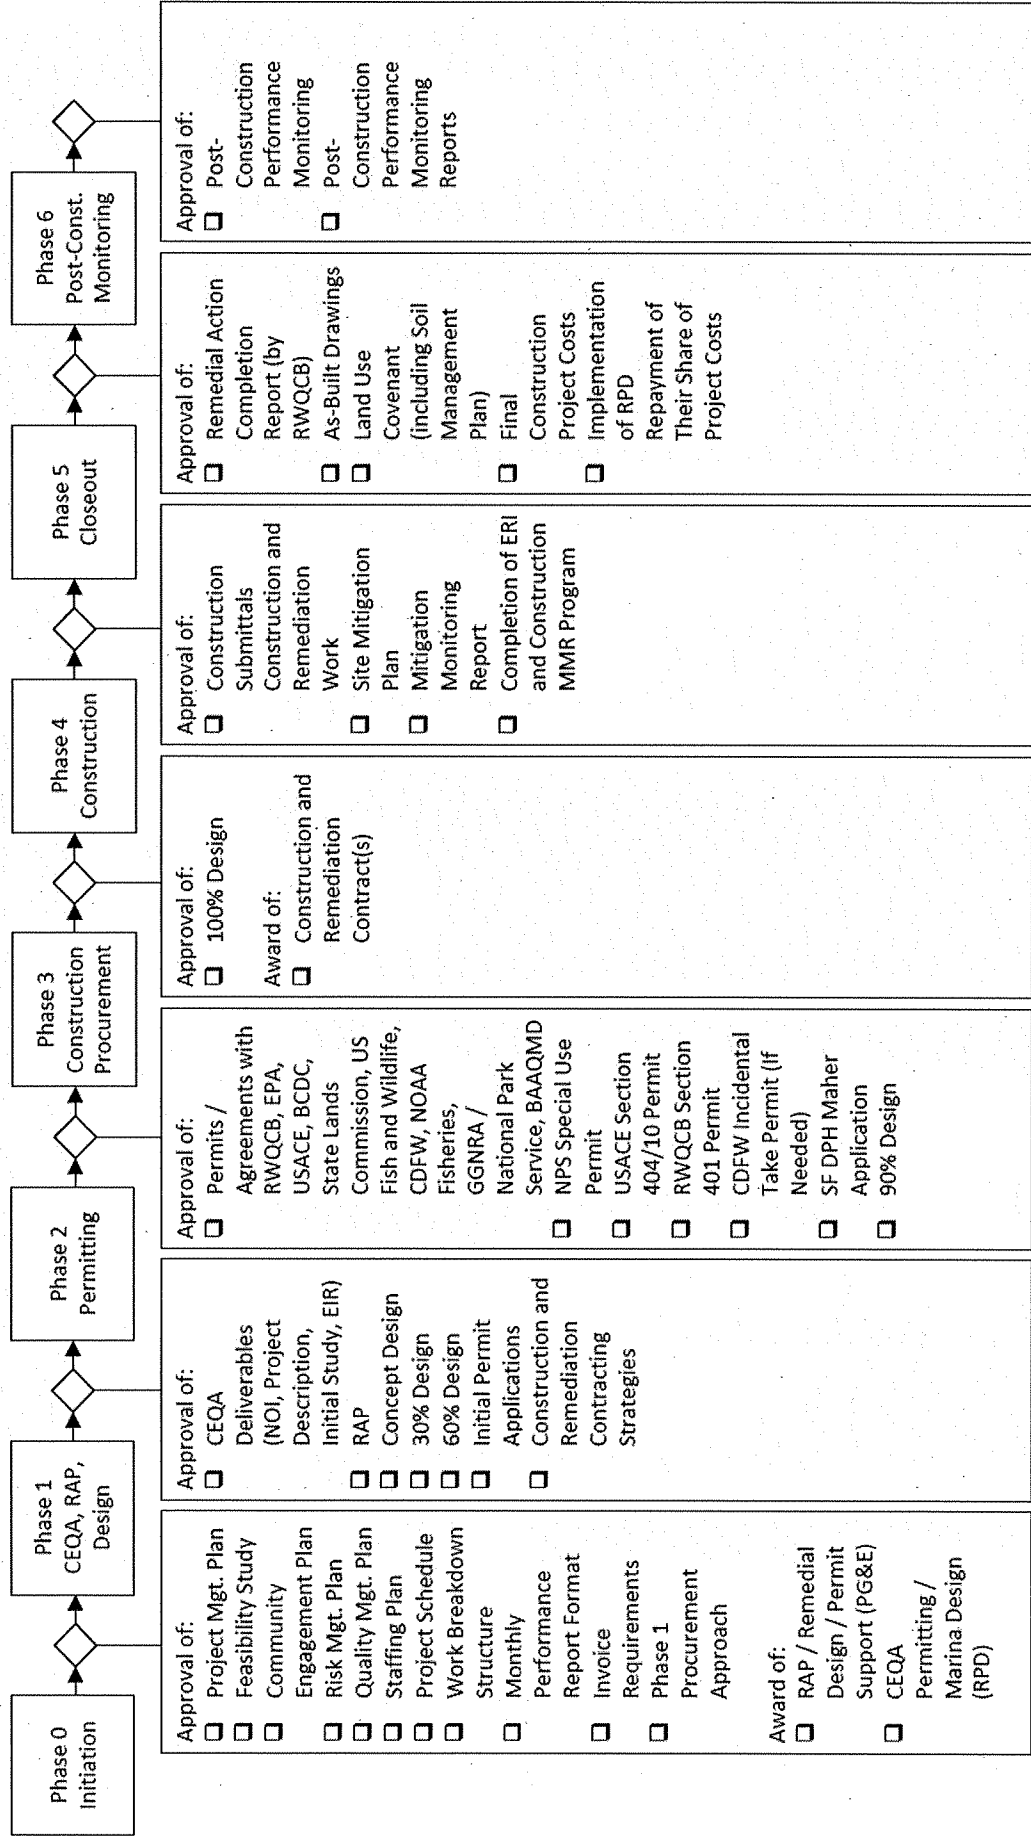 Phase 0
Initiation
Phase 1
CEQA, RAP,
Design
Phase 2
Permitting
Phase 3
Construction
Procurement
Phase 4
Construction
Phase 5
Closeout
Phase 6
Post-Const.
Monitoring
Approval of:
❑ Project Mgt. Plan
❑ Feasibility Study
❑ Community
Engagement Plan
❑ Risk Mgt. Plan
❑ Quality Mgt. Plan
❑ Staffing Plan
❑ Project Schedule
❑ Work Breakdown
Structure
❑ Monthly
Performance
Report Format
❑ Invoice
Requirements
❑ Phase 1
Procurement
Approach
Award of:
❑ RAP / Remedial
Design / Permit
Support (PG&E)
❑ CEQA
Permitting /
Marina Design
(RPD)
Approval of:
❑ CEQA
Deliverables
(NOI, Project
Description,
Initial Study, EIR)
❑ RAP
❑ Concept Design
❑ 30% Design
❑ 60% Design
❑ Initial Permit
Applications
❑ Construction and
Remediation
Contracting
Strategies
Approval of:
❑ Permits /
Agreements with
RWQCB, EPA,
USACE, BCDC,
State Lands
Commission, US
Fish and Wildlife,
CDFW, NOAA
Fisheries,
GGNRA /
National Park
Service, BAAQMD
❑ NPS Special Use
Permit
❑ USACE Section
404/10 Permit
❑ RWQCB Section
401 Permit
❑ CDFW Incidental
Take Permit (If
Needed)
❑ SF DPH Maher
Application
❑ 90% Design
Approval of:
❑ 100% Design
Award of:
❑ Construction and
Remediation
Contract(s)
Approval of:
❑ Construction
Submittals
Construction and
Remediation
Work
❑ Site Mitigation
Plan
❑ Mitigation
Monitoring
Report
❑ Completion of ERI
and Construction
MMR Program
Approval of:
❑ Remedial Action
Completion
Report (by
RWQCB)
❑ As-Built Drawings
❑ Land Use
Covenant
(including Soil
Management
Plan)
❑ Final
Construction
Project Costs
❑ Implementation
of RPD
Repayment of
Their Share of
Project Costs
Approval of:
❑ Post-
Construction
Performance
Monitoring
❑ Post-
Construction
Performance
Monitoring
Reports